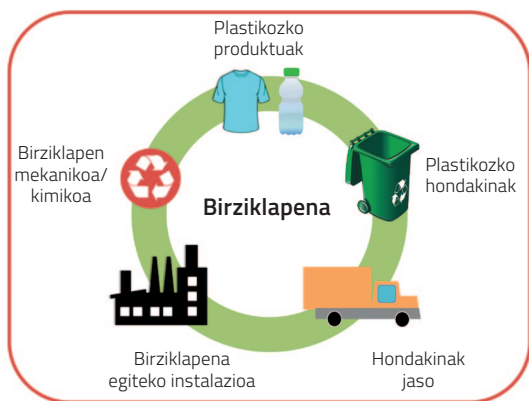 Plastikozko
produktuak
Birziklapen
mekanikoa/
kimikoa
Plastikozko
hondakinak
Birziklapena
Birziklapena
egiteko instalazioa
Hondakinak
jaso